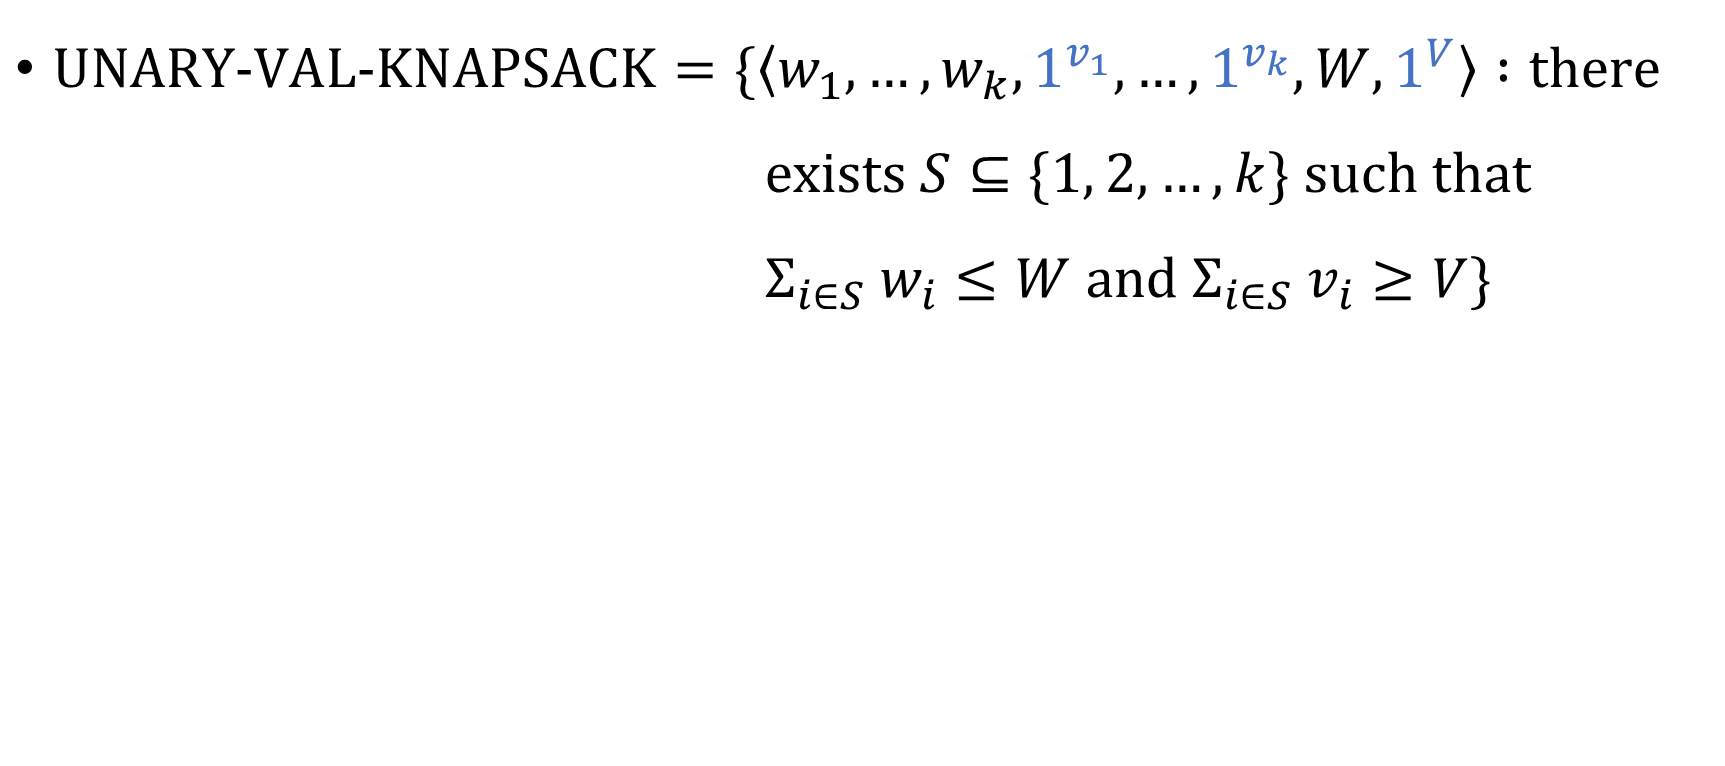 • UNARY-VAL-KNAPSACK = {⟨w₁, … , wₖ, 1^{v₁}, … , 1^{vₖ}, W, 1^V⟩ : there
exists S ⊆ {1, 2, … , k} such that
Σ_{i∈S} wᵢ ≤ W and Σ_{i∈S} vᵢ ≥ V}